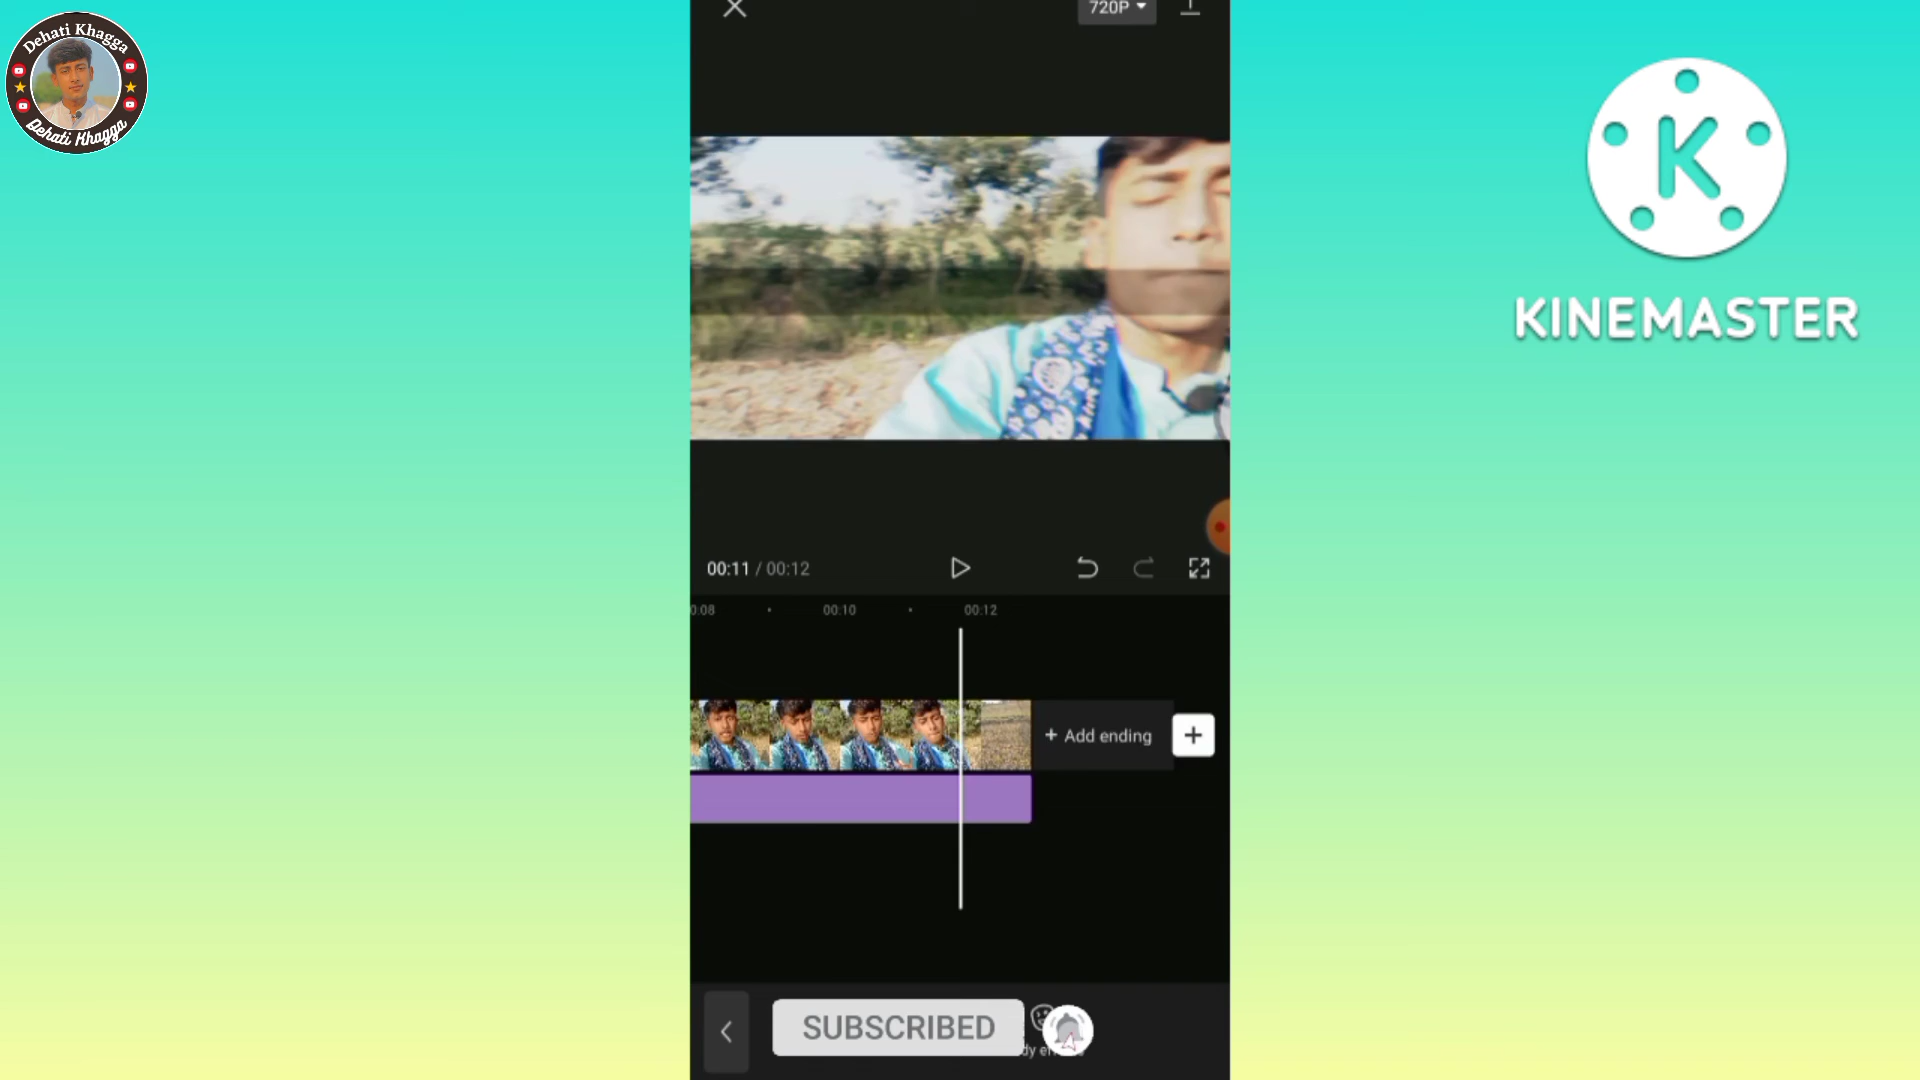 Dehati Khagga
Dehati Khagga
720P
KINEMASTER
00:11 / 00:12
0:08
00:10
00:12
+ Add ending
SUBSCRIBED